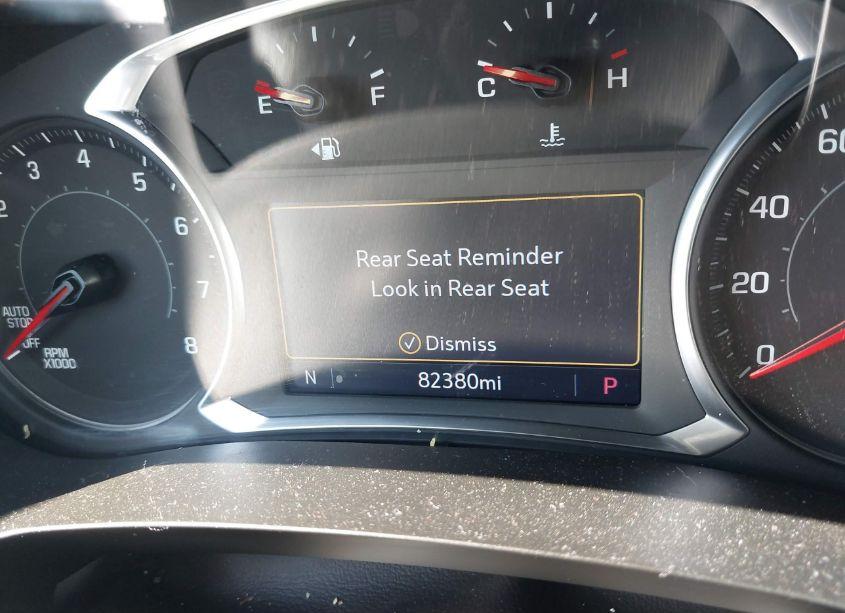 E
F
C
H
2
3
4
5
6
7
8
AUTO
STOP
OFF
RPM
X1000
Rear Seat Reminder
Look in Rear Seat
Dismiss
N
82380mi
P
60
40
20
0